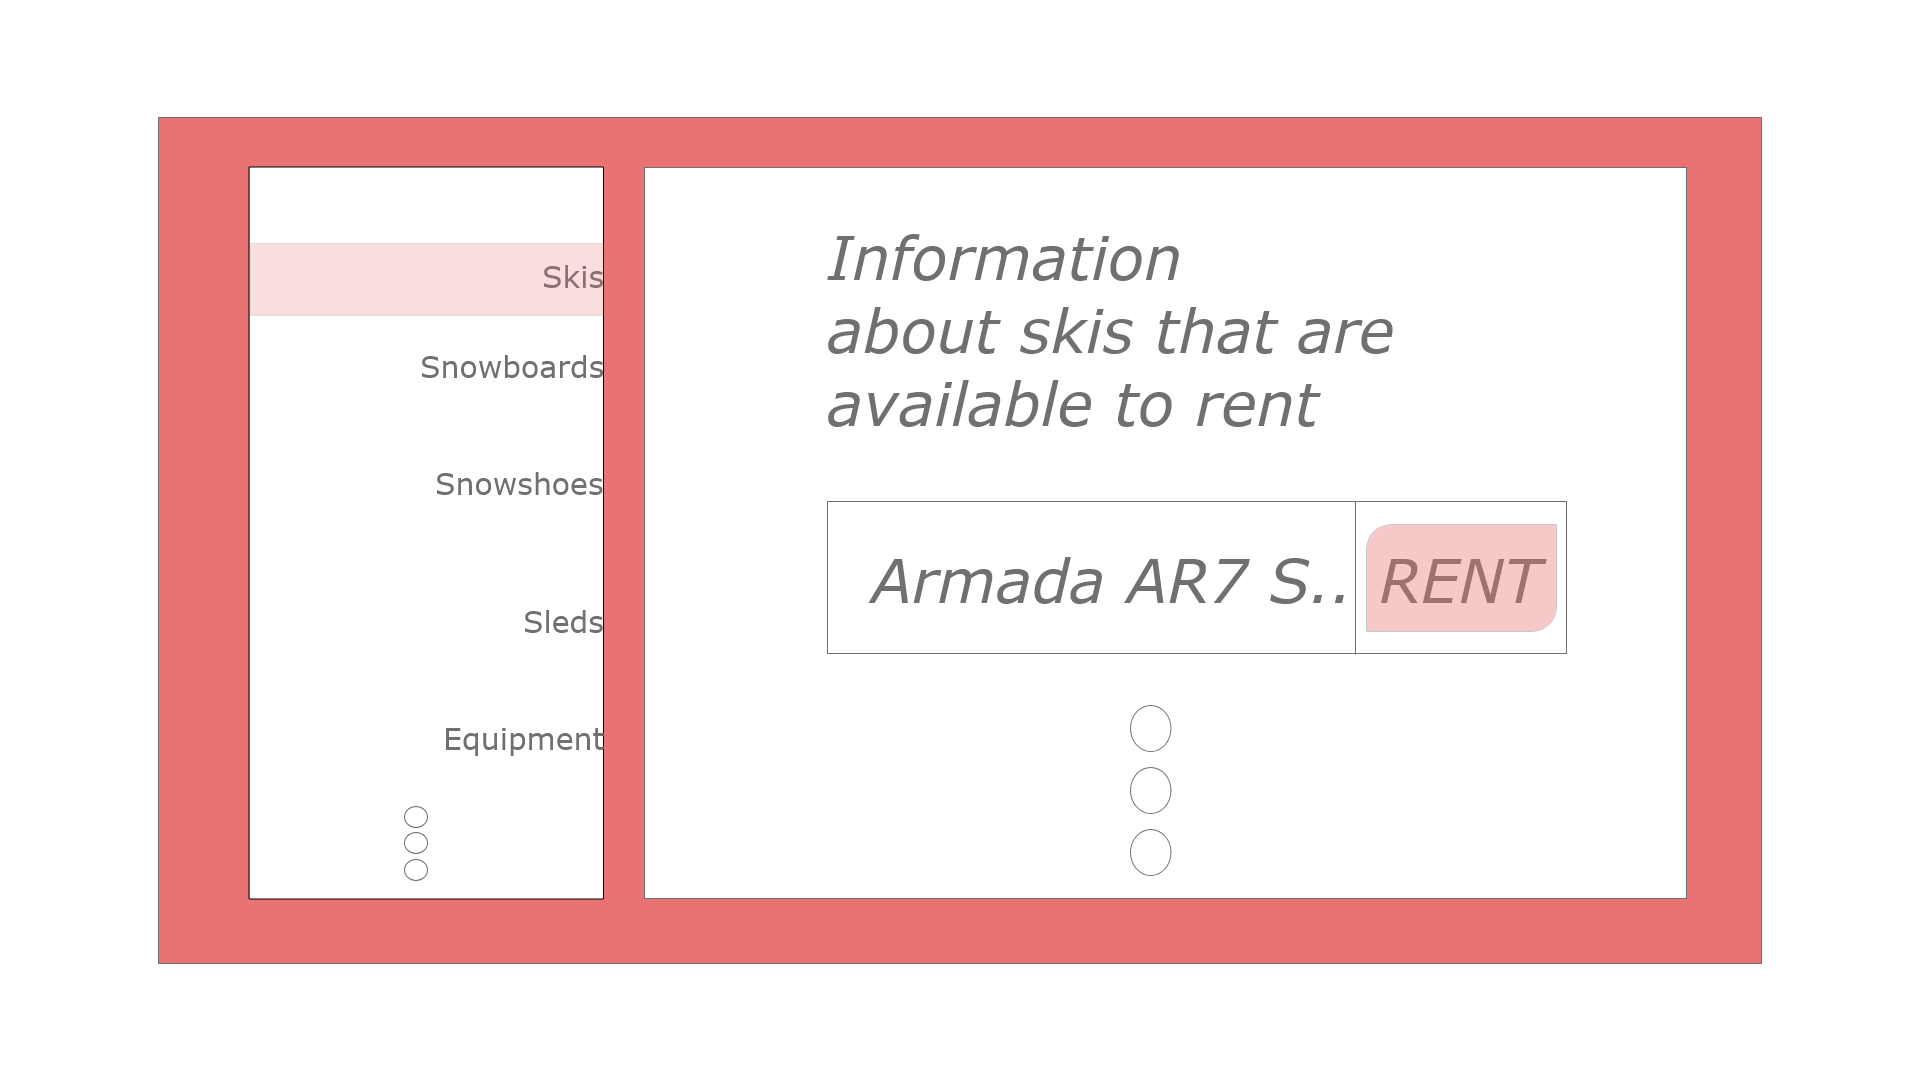 Skis
Snowboards
Snowshoes
Sleds
Equipment
Information
about skis that are
available to rent
Armada AR7 S..
RENT